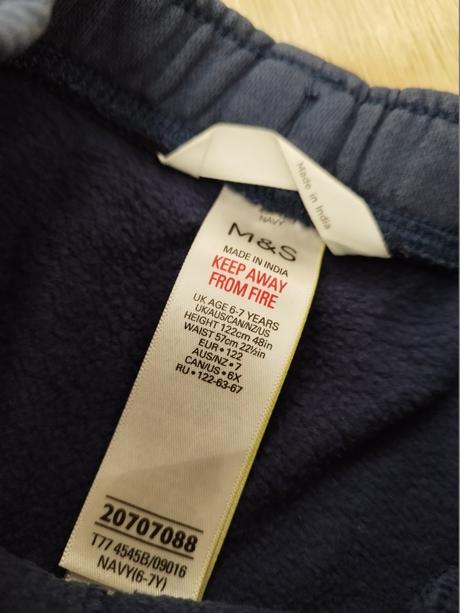 Made in India
NAVY
M&S
MADE IN INDIA
KEEP AWAY
FROM FIRE
UK AGE 6-7 YEARS
UK/AUS/CAN/NZ/US
HEIGHT 122cm 48in
WAIST 57cm 22½in
EUR • 122
AUS/NZ • 7
CAN/US • 6X
RU • 122-63-67
20707088
T77 4545B/09016
NAVY(6-7Y)